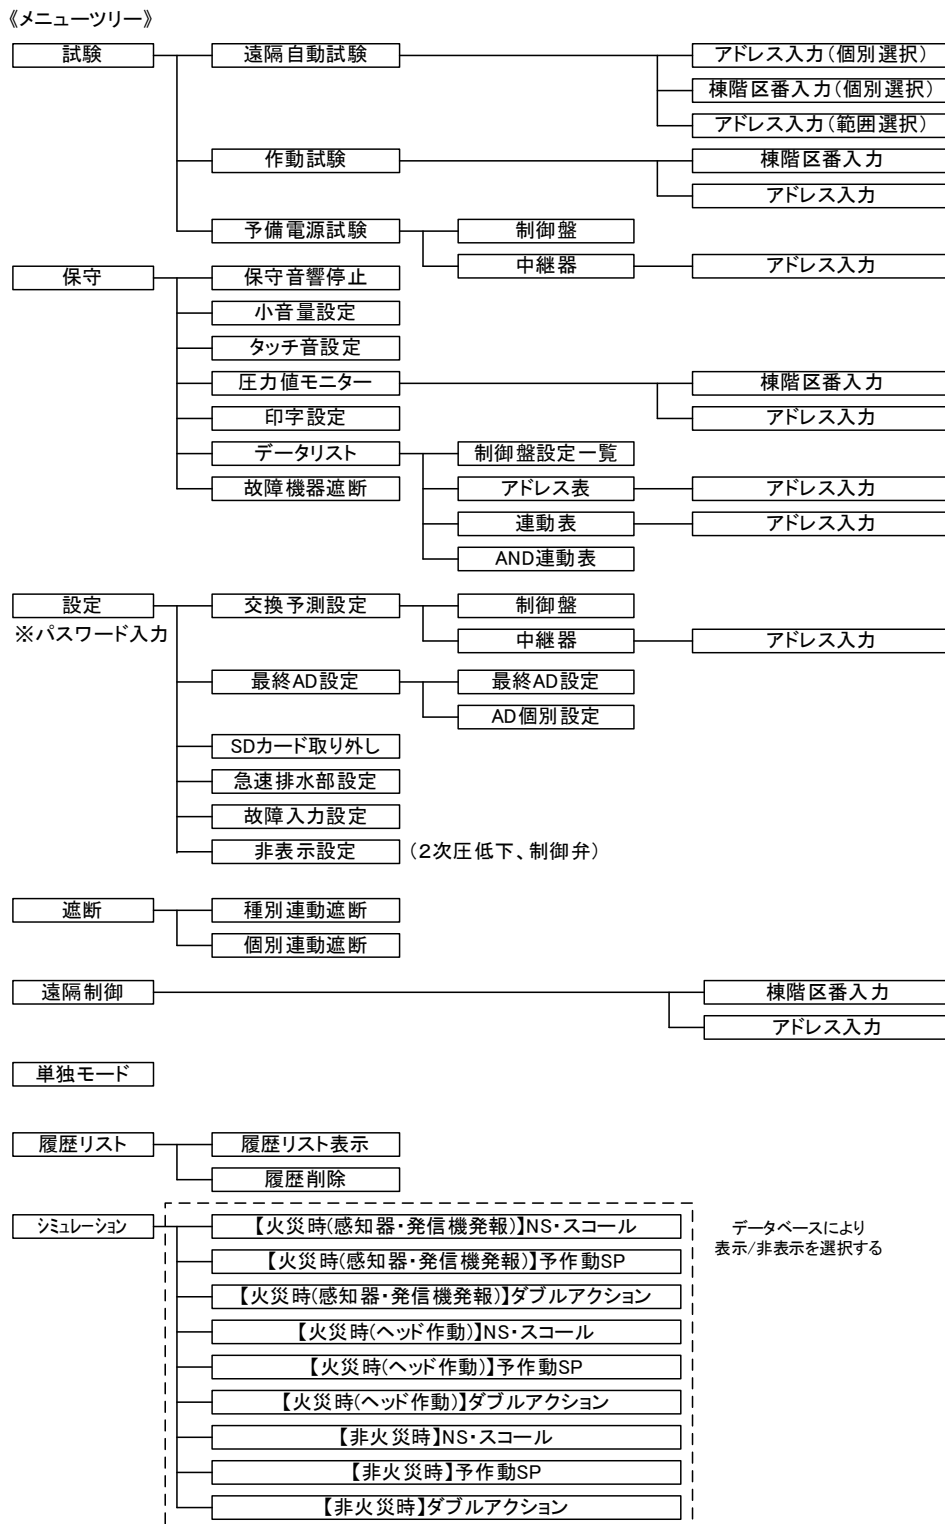 《メニューツリー》
試験
遠隔自動試験
アドレス入力(個別選択)
棟階区番入力(個別選択)
アドレス入力(範囲選択)
作動試験
棟階区番入力
アドレス入力
予備電源試験
制御盤
中継器
アドレス入力
保守
保守音響停止
小音量設定
タッチ音設定
圧力値モニター
棟階区番入力
アドレス入力
印字設定
データリスト
制御盤設定一覧
アドレス表
アドレス入力
連動表
アドレス入力
AND連動表
故障機器遮断
設定
※パスワード入力
交換予測設定
制御盤
中継器
アドレス入力
最終AD設定
最終AD設定
AD個別設定
SDカード取り外し
急速排水部設定
故障入力設定
非表示設定
(2次圧低下、制御弁)
遮断
種別連動遮断
個別連動遮断
遠隔制御
棟階区番入力
アドレス入力
単独モード
履歴リスト
履歴リスト表示
履歴削除
シミュレーション
【火災時(感知器・発信機発報)】NS・スコール
【火災時(感知器・発信機発報)】予作動SP
【火災時(感知器・発信機発報)】ダブルアクション
【火災時(ヘッド作動)】NS・スコール
【火災時(ヘッド作動)】予作動SP
【火災時(ヘッド作動)】ダブルアクション
【非火災時】NS・スコール
【非火災時】予作動SP
【非火災時】ダブルアクション
データベースにより
表示/非表示を選択する